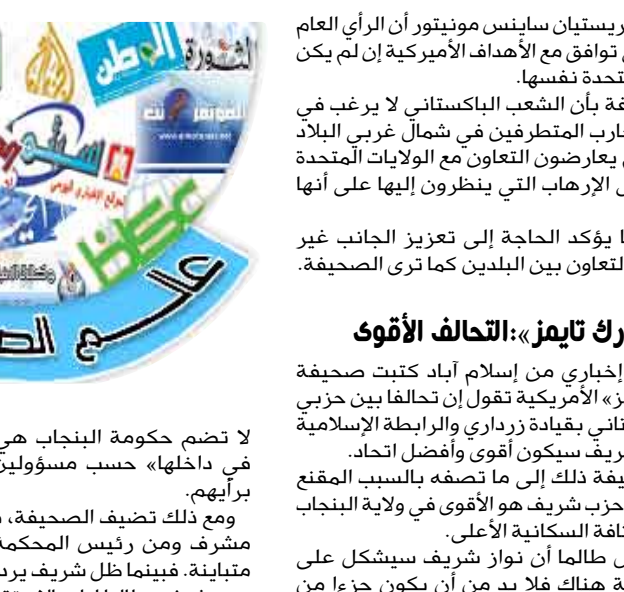 ريستيان ساينس مونيتور أن الرأي العام
توافق مع الأهداف الأميركية إن لم يكن
تحدة نفسها.
فة بأن الشعب الباكستاني لا يرغب في
حارب المتطرفين في شمال غربي البلاد
يعارضون التعاون مع الولايات المتحدة
الإرهاب التي ينظرون إليها على أنها
ا يؤكد الحاجة إلى تعزيز الجانب غير
لتعاون بين البلدين كما ترى الصحيفة.
رك تايمز»:التحالف الأقوى
إخباري من إسلام آباد كتبت صحيفة
ز» الأمريكية تقول إن تحالفا بين حزبي
تاني بقيادة زرداري والرابطة الإسلامية
ريف سيكون أقوى وأفضل اتحاد.
يفة ذلك إلى ما تصفه بالسبب المقنع
حزب شريف هو الأقوى في ولاية البنجاب
ثافة السكانية الأعلى.
طالما أن نواز شريف سيشكل على
ة هناك فلا بد من أن يكون جزءا من
الثورة
الوطن
المؤتمر نت
عالم الص
لا تضم حكومة البنجاب هي
في داخلها» حسب مسؤولين
برأيهم.
ومع ذلك تضيف الصحيفة،
مشرف ومن رئيس المحكمة
متباينة. فبينما ظل شريف يرد